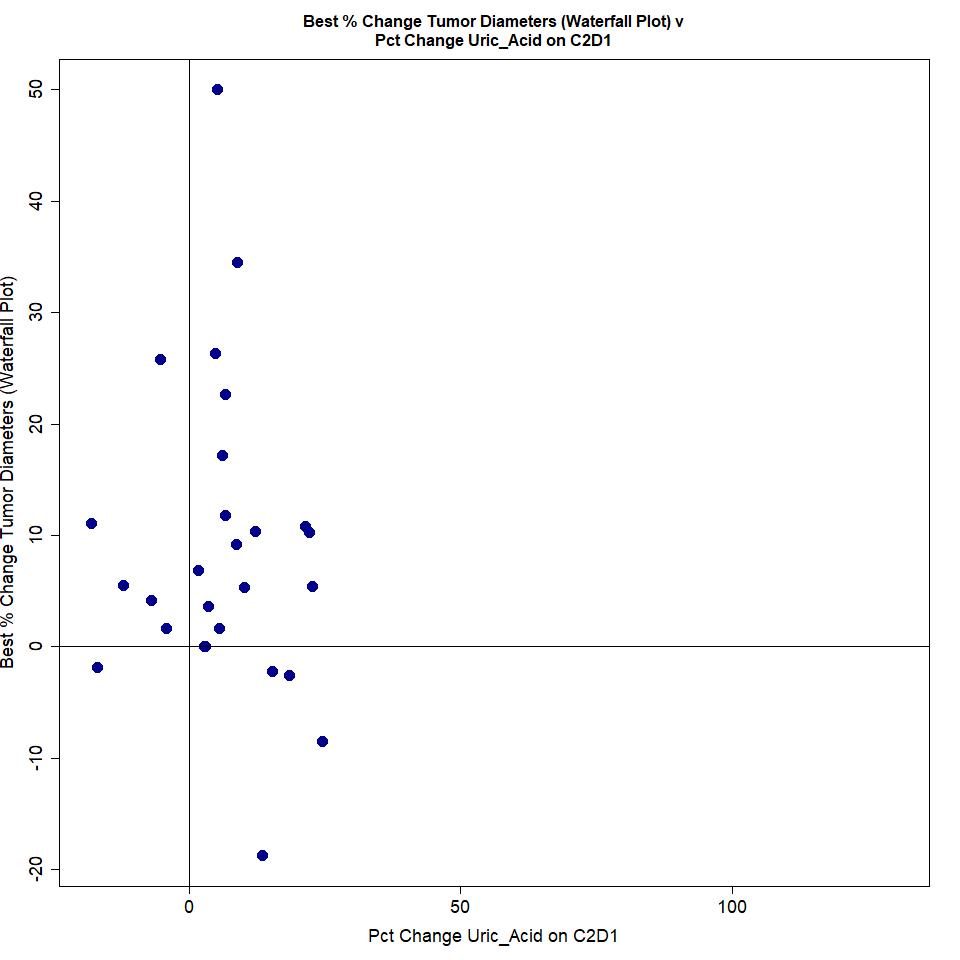 Best % Change Tumor Diameters (Waterfall Plot) v
Pct Change Uric_Acid on C2D1
Best % Change Tumor Diameters (Waterfall Plot)
50
40
30
20
10
0
-10
-20
0
50
100
Pct Change Uric_Acid on C2D1